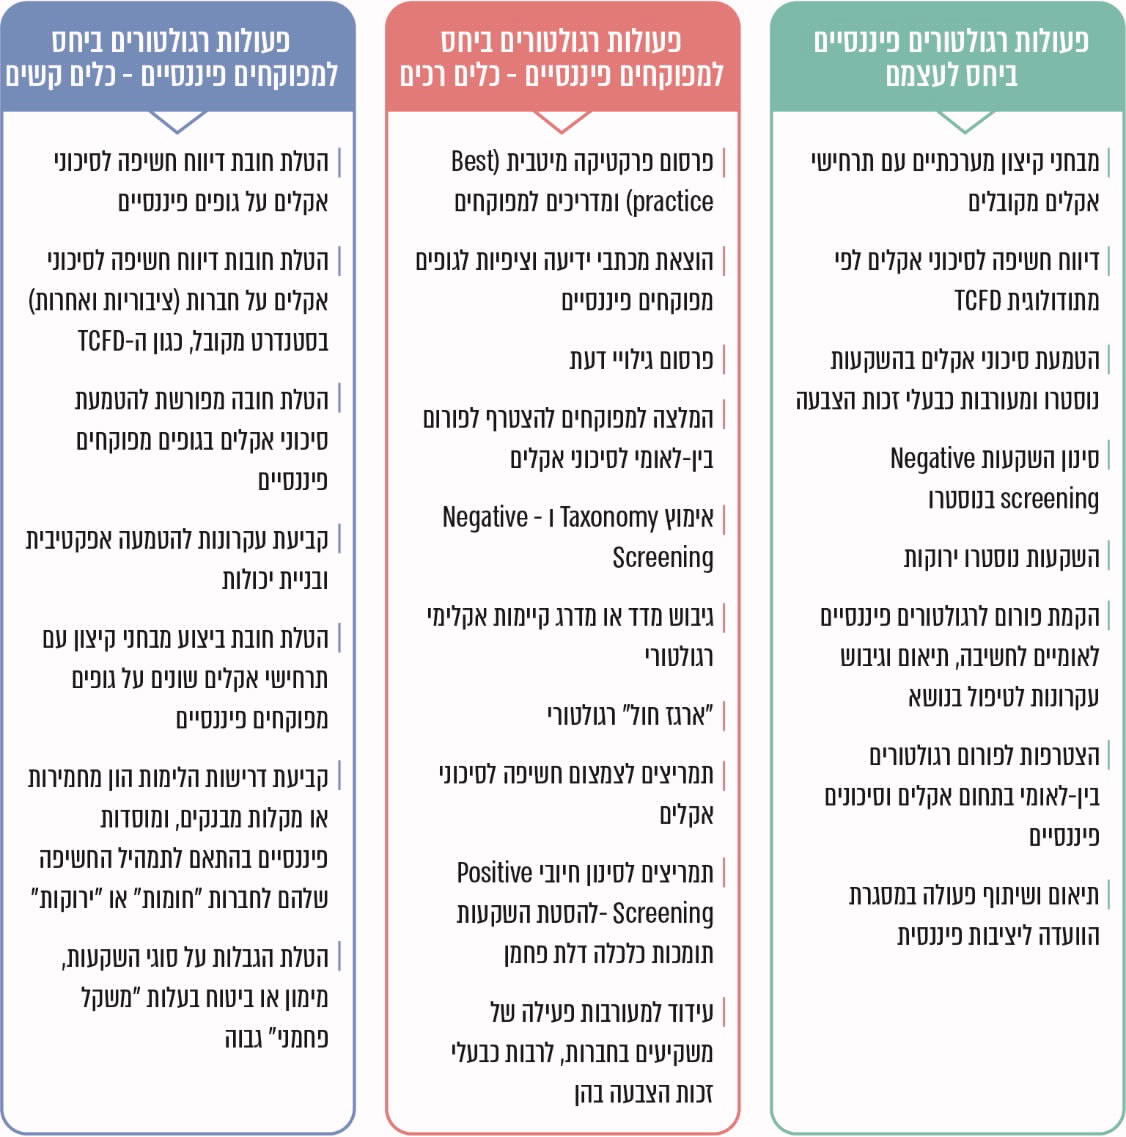 פעולות רגולטורים פיננסיים
ביחס לעצמם
מבחני קיצון מערכתיים עם תרחישי
אקלים מקובלים
דיווח חשיפה לסיכוני אקלים לפי
מתודולוגית TCFD
הטמעת סיכוני אקלים בהשקעות
נוסטרו ומעורבות כבעלי זכות הצבעה
סינון השקעות Negative
screening בנוסטרו
השקעות נוסטרו ירוקות
הקמת פורום לרגולטורים פיננסיים
לאומיים לחשיבה, תיאום וגיבוש
עקרונות לטיפול בנושא
הצטרפות לפורום רגולטורים
בין-לאומי בתחום אקלים וסיכונים
פיננסיים
תיאום ושיתוף פעולה במסגרת
הוועדה ליציבות פיננסית
פעולות רגולטורים ביחס
למפוקחים פיננסיים - כלים רכים
פרסום פרקטיקה מיטבית (Best
practice) ומדריכים למפוקחים
הוצאת מכתבי ידיעה וציפיות לגופים
מפוקחים פיננסיים
פרסום גילויי דעת
המלצה למפוקחים להצטרף לפורום
בין-לאומי לסיכוני אקלים
אימוץ Taxonomy ו - Negative
Screening
גיבוש מדד או מדרג קיימות אקלימי
רגולטורי
"ארגז חול" רגולטורי
תמריצים לצמצום חשיפה לסיכוני
אקלים
תמריצים לסינון חיובי Positive
Screening -להסטת השקעות
תומכות כלכלה דלת פחמן
עידוד למעורבות פעילה של
משקיעים בחברות, לרבות כבעלי
זכות הצבעה בהן
פעולות רגולטורים ביחס
למפוקחים פיננסיים - כלים קשים
הטלת חובת דיווח חשיפה לסיכוני
אקלים על גופים פיננסיים
הטלת חובות דיווח חשיפה לסיכוני
אקלים על חברות (ציבוריות ואחרות)
בסטנדרט מקובל, כגון ה-TCFD
הטלת חובה מפורשת להטמעת
סיכוני אקלים בגופים מפוקחים
פיננסיים
קביעת עקרונות להטמעה אפקטיבית
ובניית יכולות
הטלת חובת ביצוע מבחני קיצון עם
תרחישי אקלים שונים על גופים
מפוקחים פיננסיים
קביעת דרישות הלימות הון מחמירות
או מקלות מבנקים, ומוסדות
פיננסיים בהתאם לתמהיל החשיפה
שלהם לחברות "חומות" או "ירוקות"
הטלת הגבלות על סוגי השקעות,
מימון או ביטוח בעלות "משקל
פחמני" גבוה